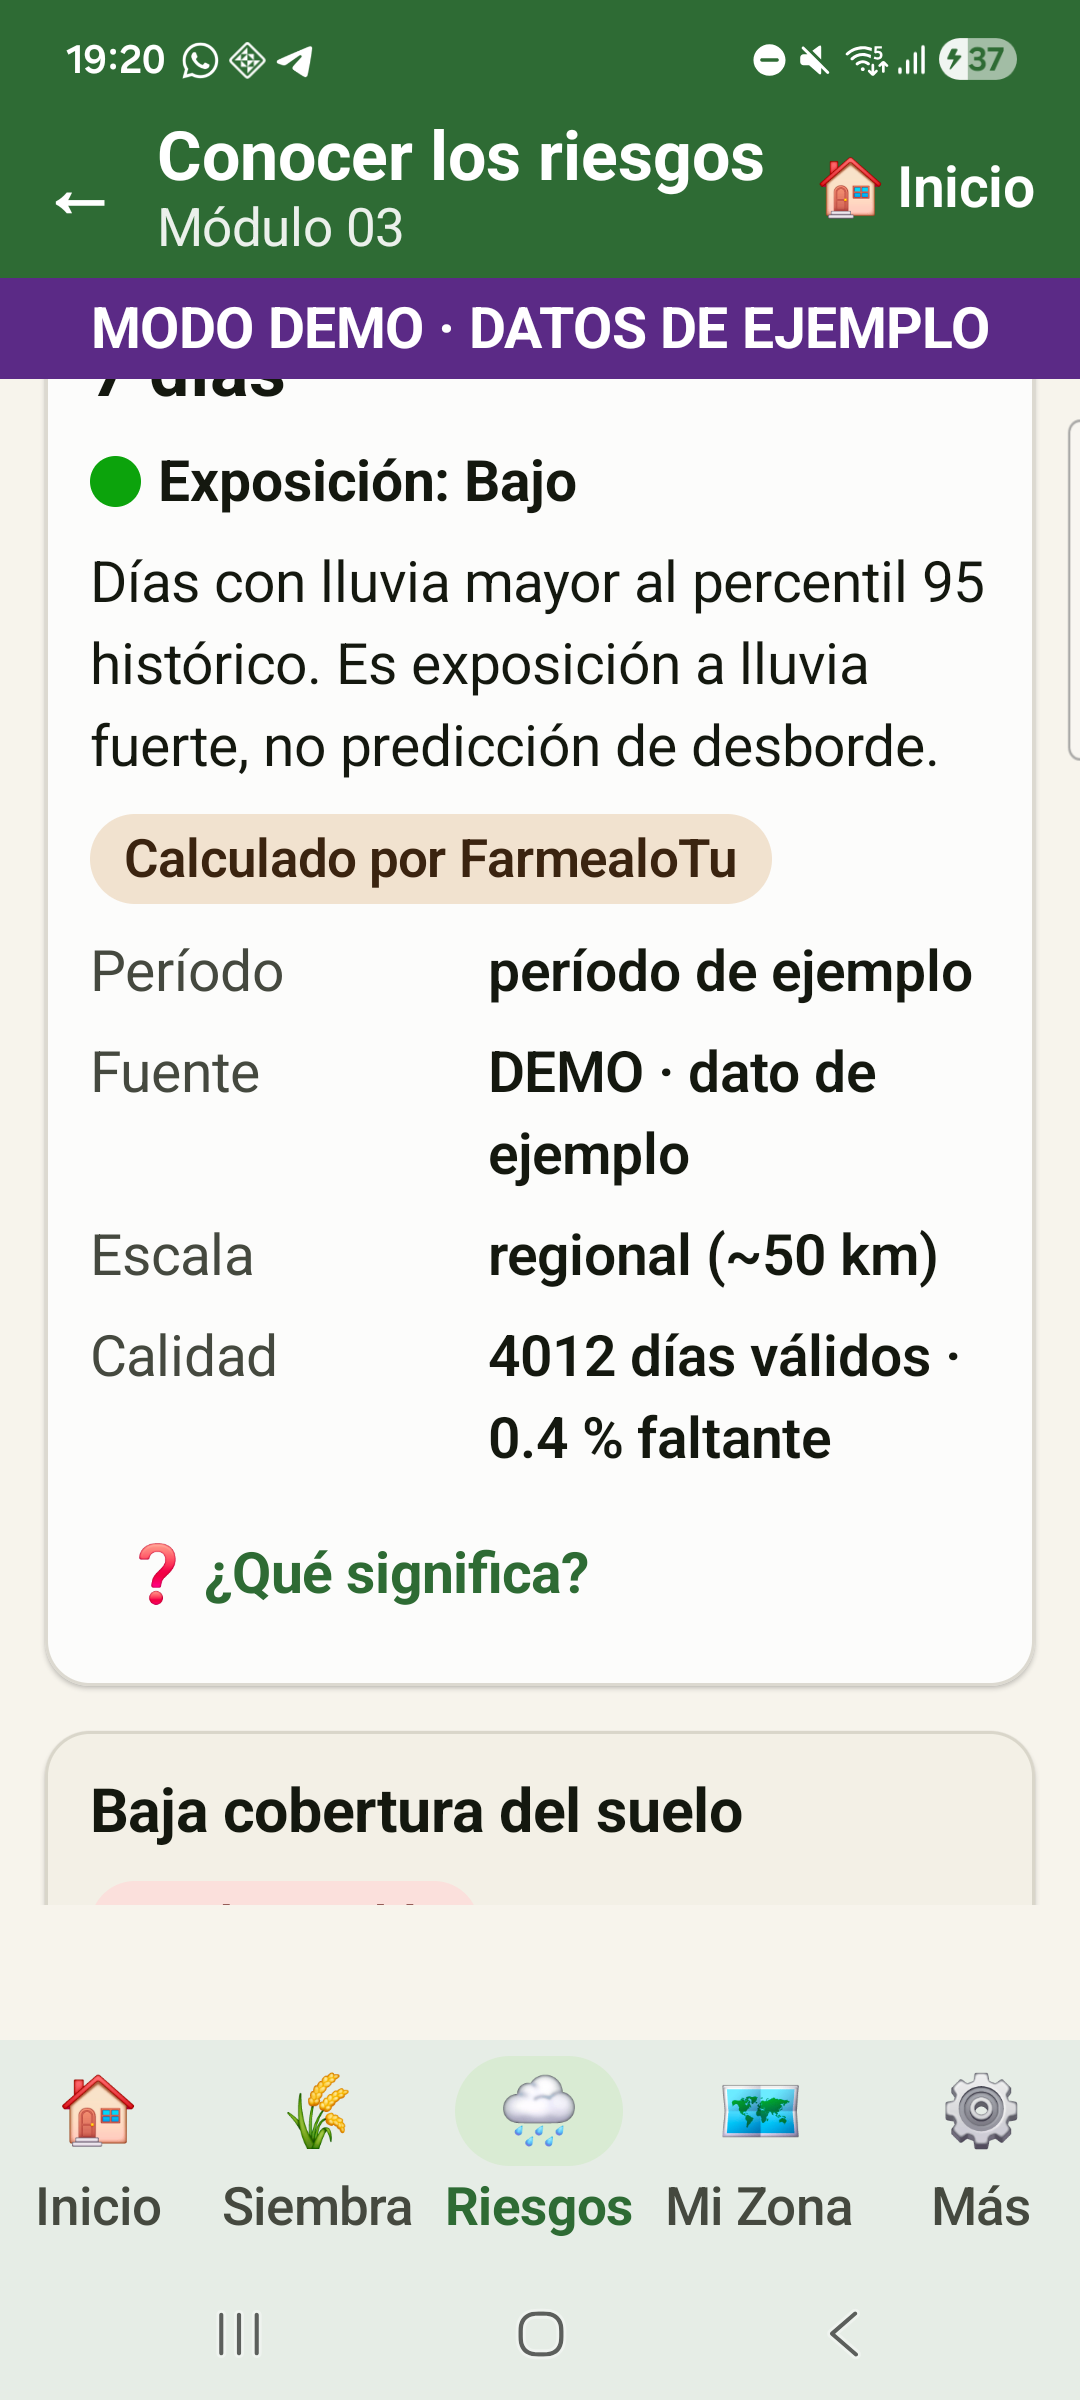 19:20
5
37
Conocer los riesgos
Módulo 03
Inicio
MODO DEMO · DATOS DE EJEMPLO
7 días
Exposición: Bajo
Días con lluvia mayor al percentil 95
histórico. Es exposición a lluvia
fuerte, no predicción de desborde.
Calculado por FarmealoTu
Período período de ejemplo
Fuente DEMO · dato de
ejemplo
Escala regional (~50 km)
Calidad 4012 días válidos ·
0.4 % faltante
❓ ¿Qué significa?
Baja cobertura del suelo
Inicio Siembra Riesgos Mi Zona Más